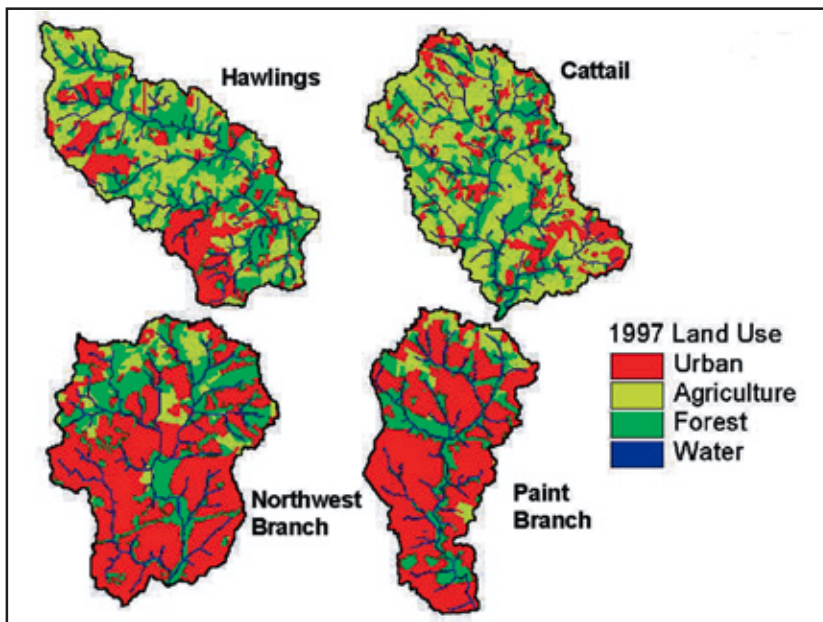 Hawlings
Cattail
1997 Land Use
Urban
Agriculture
Forest
Water
Northwest
Branch
Paint
Branch